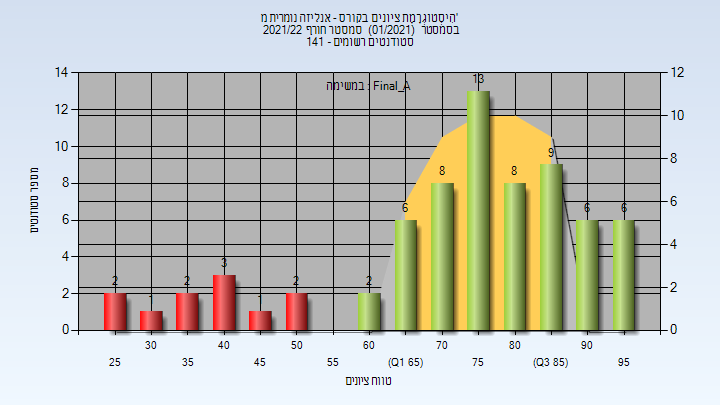 היסטוגרמת ציונים בקורס - אנליזה נומרית מ'
בסמסטר (01/2021) סמסטר חורף 2021/22
סטודנטים רשומים - 141
במשימה : Final_A
14 12
12 10
10 8
8 6
6 4
4 2
2 0
0
2 1 2 3 1 2 2 6 8 13 8 9 6 6
מספר סטודנטים
30 40 50 60 70 80 90
25 35 45 55 (Q1 65) 75 (Q3 85) 95
טווח ציונים